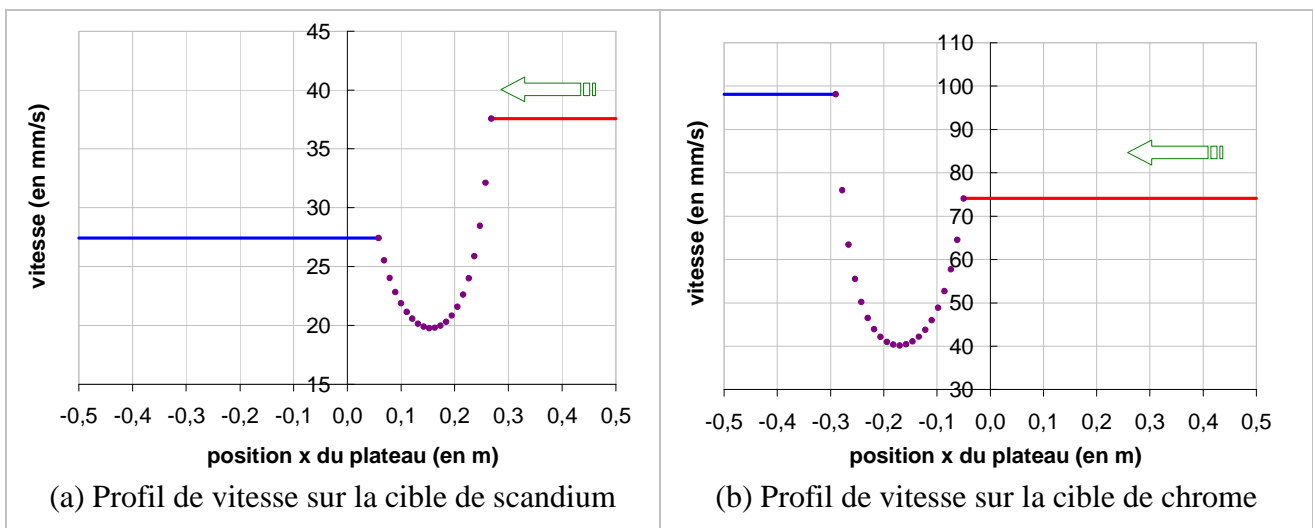 45
40
35
30
25
20
15
vitesse (en mm/s)
-0,5 -0,4 -0,3 -0,2 -0,1 0,0 0,1 0,2 0,3 0,4 0,5
position x du plateau (en m)
(a) Profil de vitesse sur la cible de scandium
110
100
90
80
70
60
50
40
30
vitesse (en mm/s)
-0,5 -0,4 -0,3 -0,2 -0,1 0,0 0,1 0,2 0,3 0,4 0,5
position x du plateau (en m)
(b) Profil de vitesse sur la cible de chrome